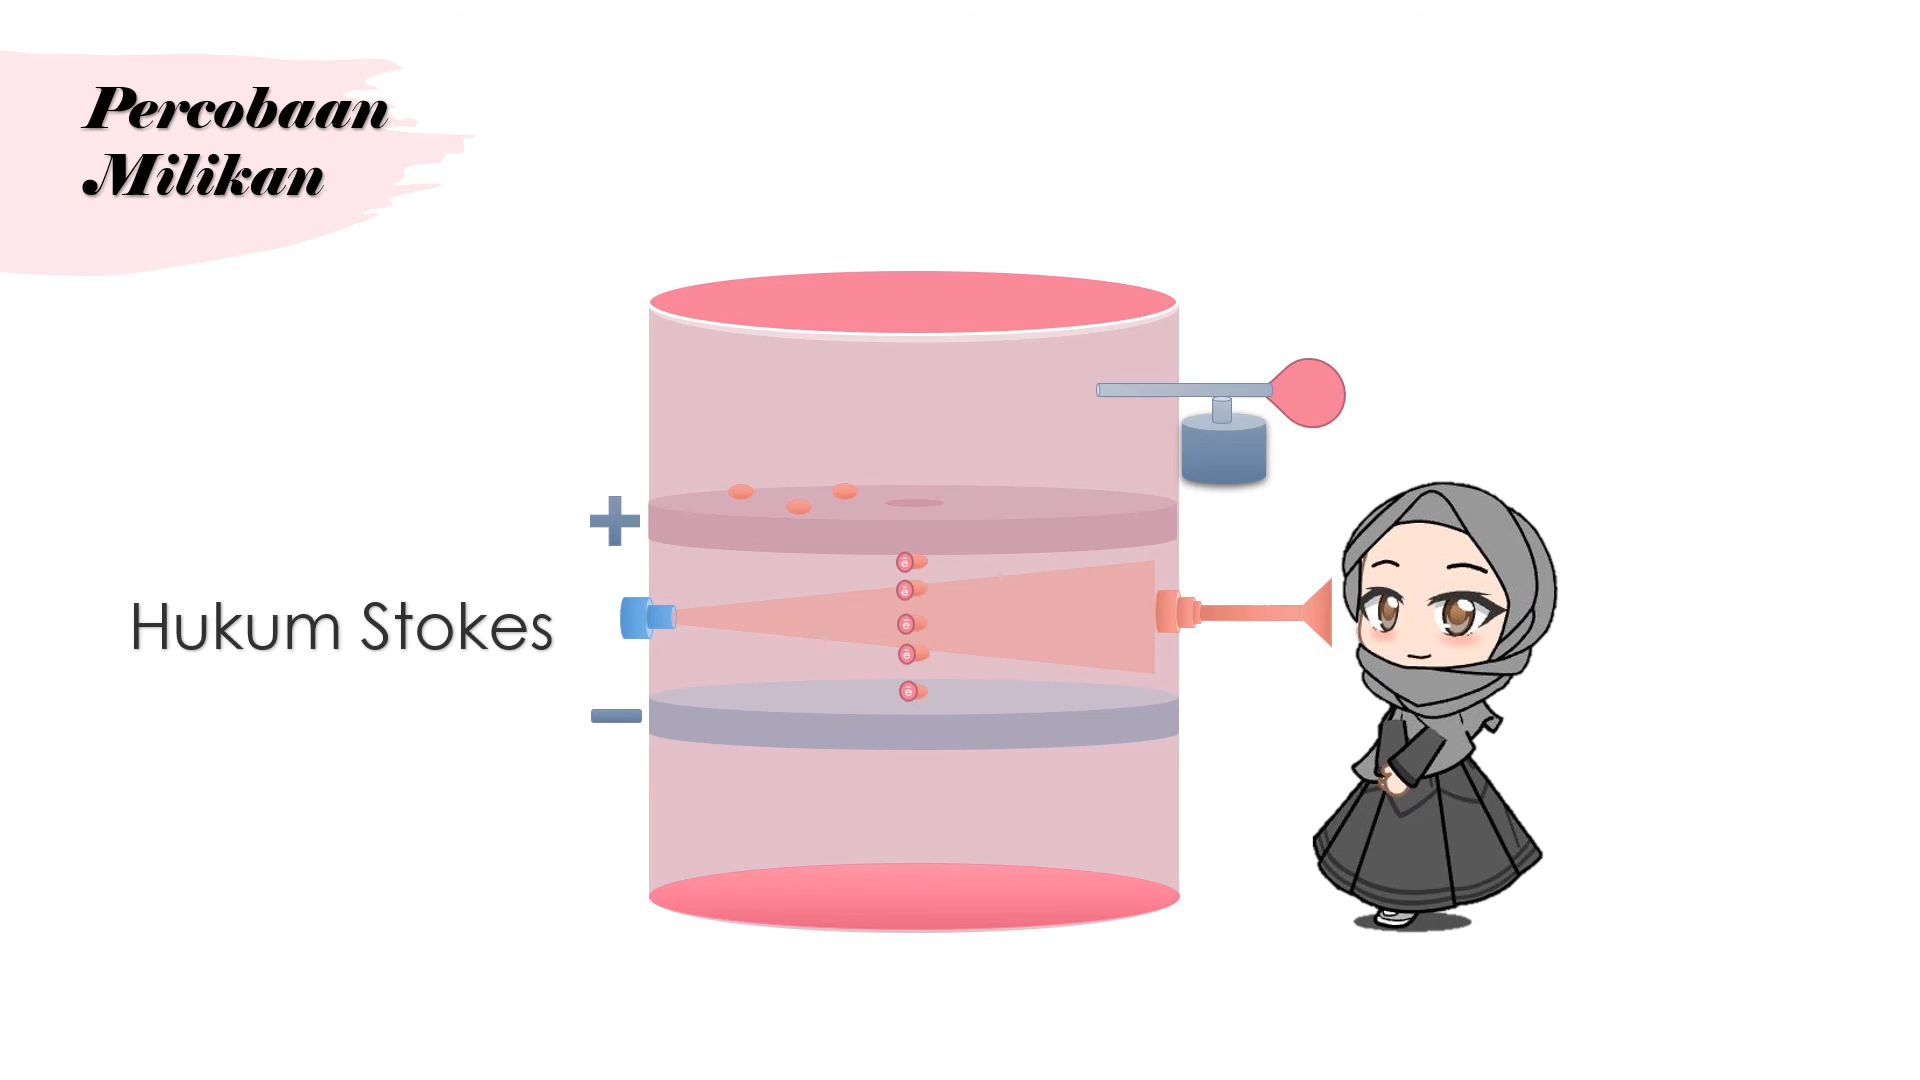 Percobaan
Milikan
+
Hukum Stokes
ē
ē
ē
ē
ē
-